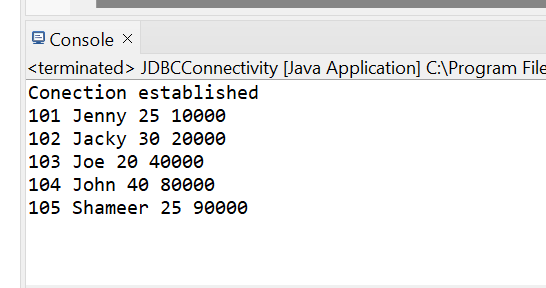 Console
<terminated> JDBCConnectivity [Java Application] C:\Program File
Conection established
101 Jenny 25 10000
102 Jacky 30 20000
103 Joe 20 40000
104 John 40 80000
105 Shameer 25 90000